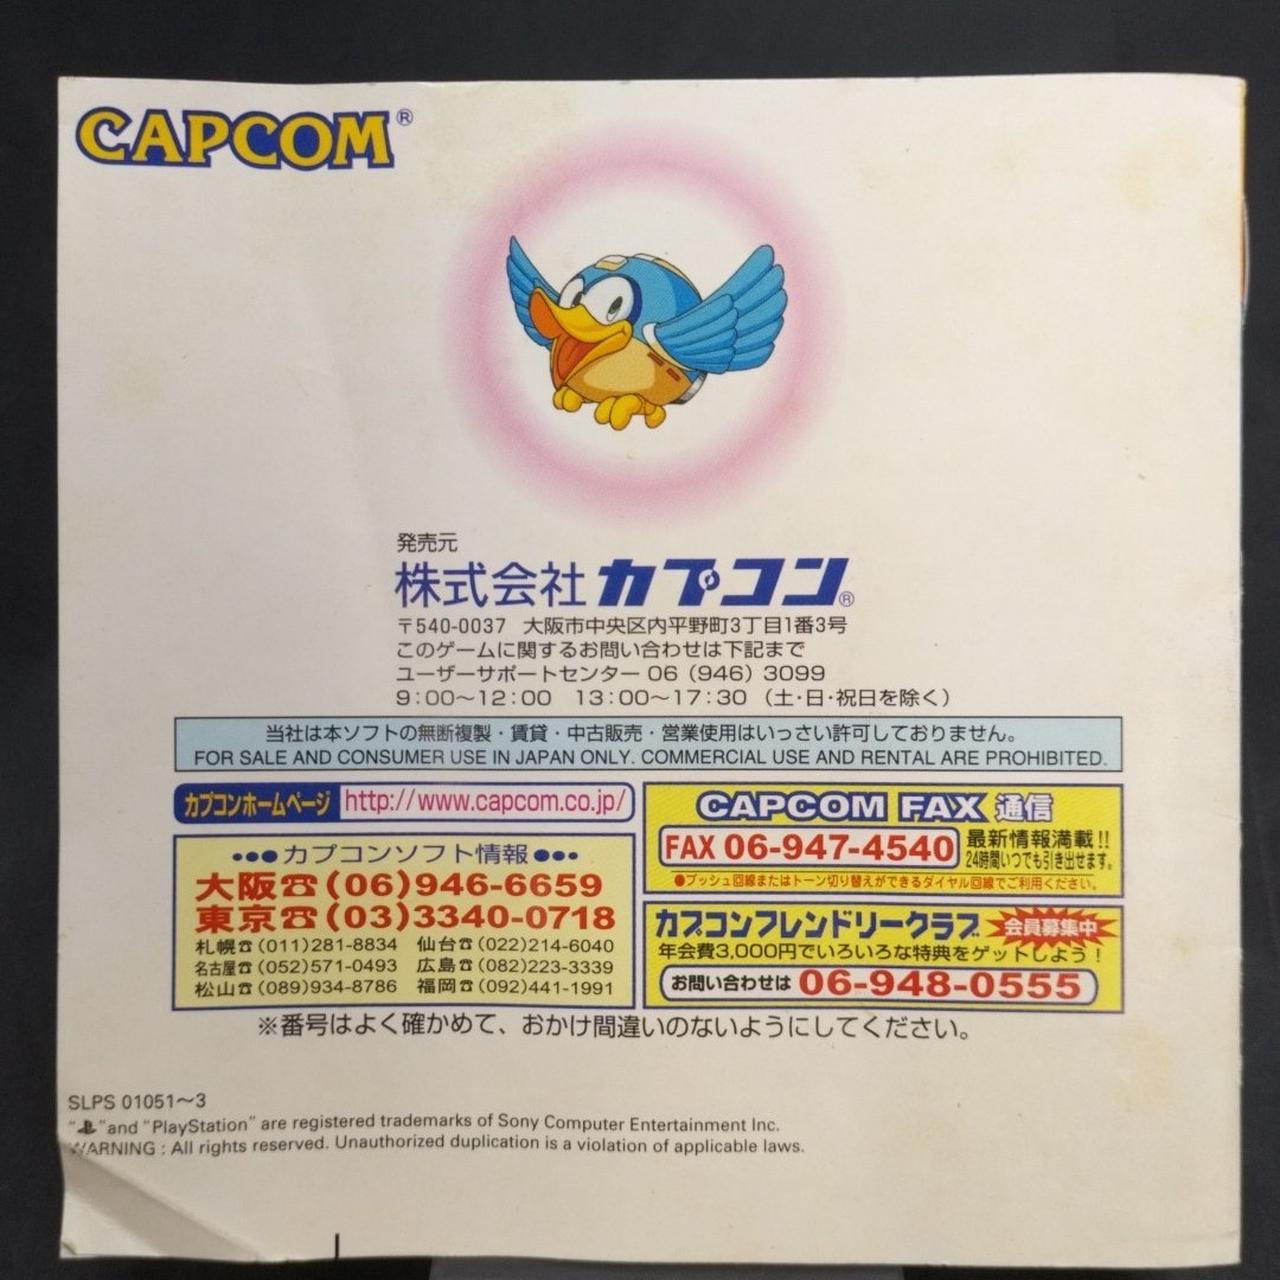 CAPCOM®
発売元
株式会社カプコン®
〒540-0037 大阪市中央区内平野町3丁目1番3号
このゲームに関するお問い合わせは下記まで
ユーザーサポートセンター 06(946)3099
9:00〜12:00 13:00〜17:30(土・日・祝日を除く)
当社は本ソフトの無断複製・賃貸・中古販売・営業使用はいっさい許可しておりません。
FOR SALE AND CONSUMER USE IN JAPAN ONLY. COMMERCIAL USE AND RENTAL ARE PROHIBITED.
カプコンホームページ http://www.capcom.co.jp/
●●●カプコンソフト情報●●●
大阪☎(06)946-6659
東京☎(03)3340-0718
札幌☎(011)281-8834 仙台☎(022)214-6040
名古屋☎(052)571-0493 広島☎(082)223-3339
松山☎(089)934-8786 福岡☎(092)441-1991
CAPCOM FAX 通信
FAX 06-947-4540 最新情報満載!!
24時間いつでも引き出せます。
●プッシュ回線またはトーン切り替えができるダイヤル回線でご利用ください。
カプコンフレンドリークラブ 会員募集中
年会費3,000円でいろいろな特典をゲットしよう!
お問い合わせは 06-948-0555
※番号はよく確かめて、おかけ間違いのないようにしてください。
SLPS 01051〜3
" " and "PlayStation" are registered trademarks of Sony Computer Entertainment Inc.
WARNING : All rights reserved. Unauthorized duplication is a violation of applicable laws.